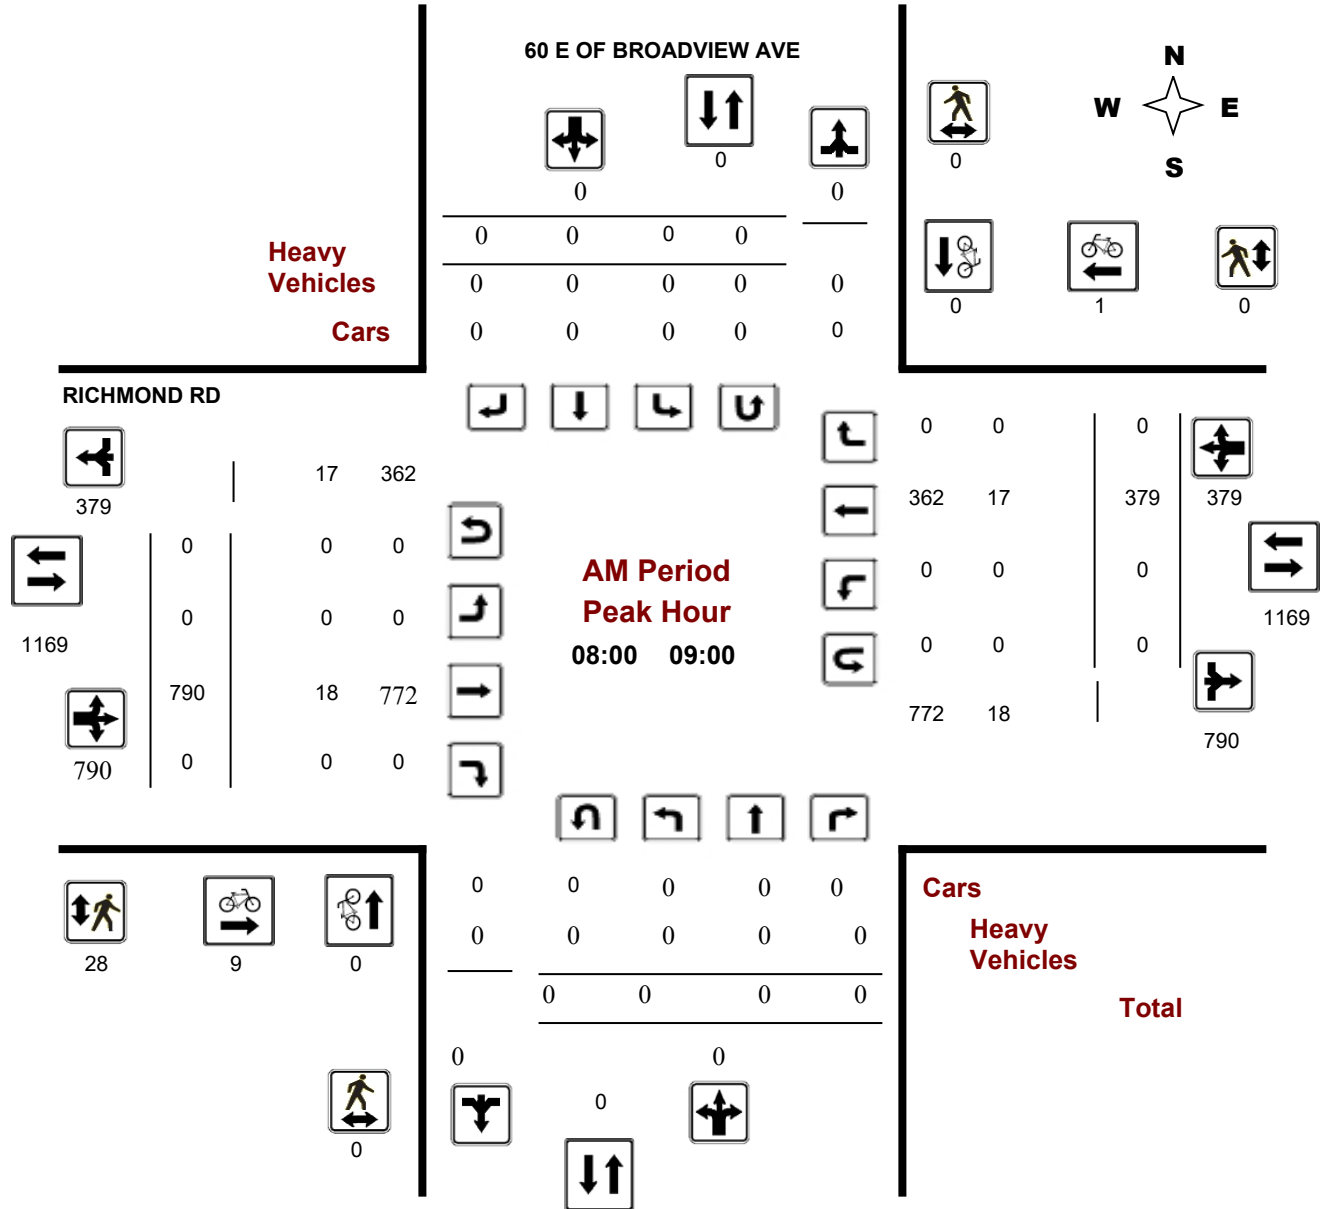 60 E OF BROADVIEW AVE
N
W E
S
0
0
0 0
0 0 0 0
Heavy
Vehicles
0 0 0 0 0
0 1 0
Cars
0 0 0 0 0
RICHMOND RD
17 362
379
0 0 0
0 0 0
1169
790 18 772
790
0 0 0
AM Period
Peak Hour
08:00 09:00
0 0 0
362 17 379 379
0 0 0
1169
0 0 0
772 18
790
0 0 0 0 0
Cars
0 0 0 0 0
Heavy
Vehicles
28 9 0
0 0 0 0
Total
0 0
0
0